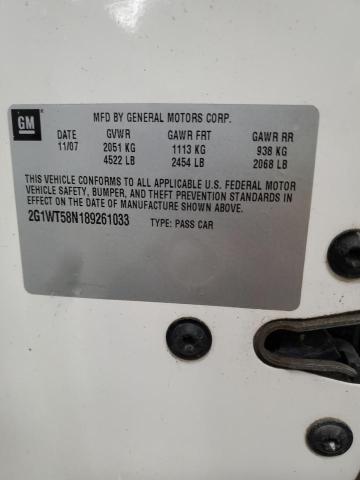 GM
MFD BY GENERAL MOTORS CORP.
DATE GVWR GAWR FRT GAWR RR
11/07 2051 KG 1113 KG 938 KG
4522 LB 2454 LB 2068 LB
THIS VEHICLE CONFORMS TO ALL APPLICABLE U.S. FEDERAL MOTOR
VEHICLE SAFETY, BUMPER, AND THEFT PREVENTION STANDARDS IN
EFFECT ON THE DATE OF MANUFACTURE SHOWN ABOVE.
2G1WT58N189261033 TYPE: PASS CAR